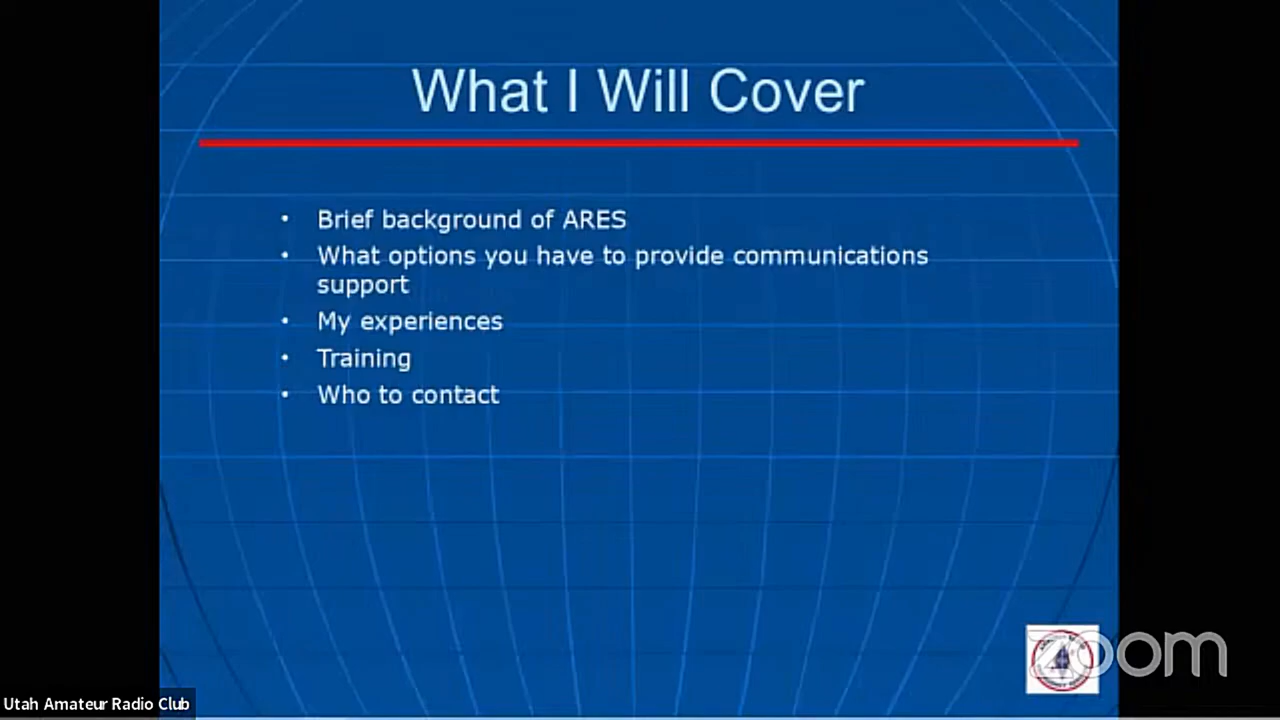 What I Will Cover
• Brief background of ARES
• What options you have to provide communications
support
• My experiences
• Training
• Who to contact
zoom
Utah Amateur Radio Club